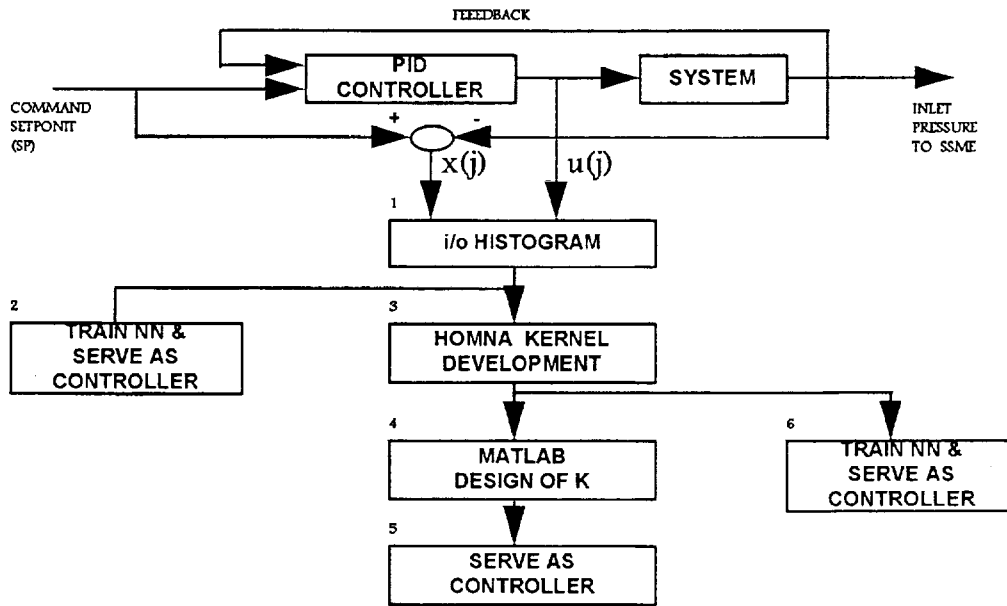 FEEEDBACK
PID
CONTROLLER
SYSTEM
COMMAND
SETPONIT
(SP)
+
-
INLET
PRESSURE
TO SSME
x(j)
u(j)
1
i/o HISTOGRAM
2
TRAIN NN &
SERVE AS
CONTROLLER
3
HOMNA KERNEL
DEVELOPMENT
4
MATLAB
DESIGN OF K
6
TRAIN NN &
SERVE AS
CONTROLLER
5
SERVE AS
CONTROLLER